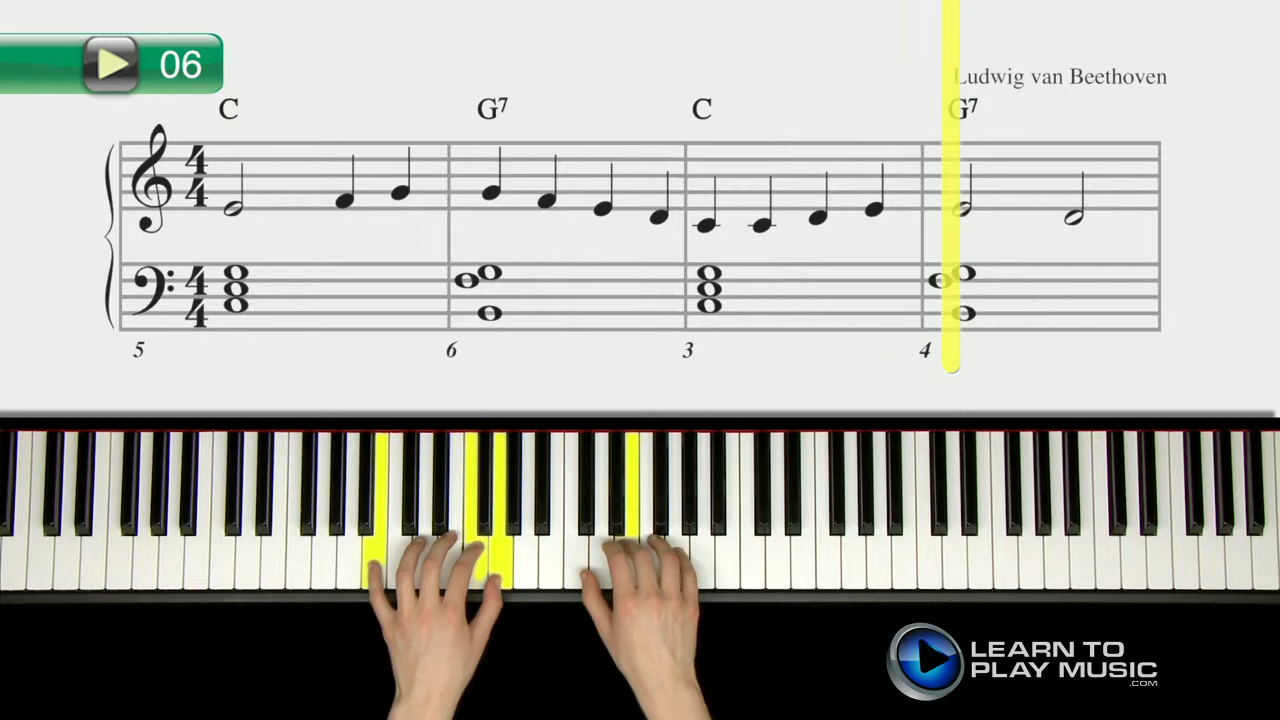 06
Ludwig van Beethoven
C G7 C G7
5 6 3 4
LEARN TO
PLAY MUSIC
.COM